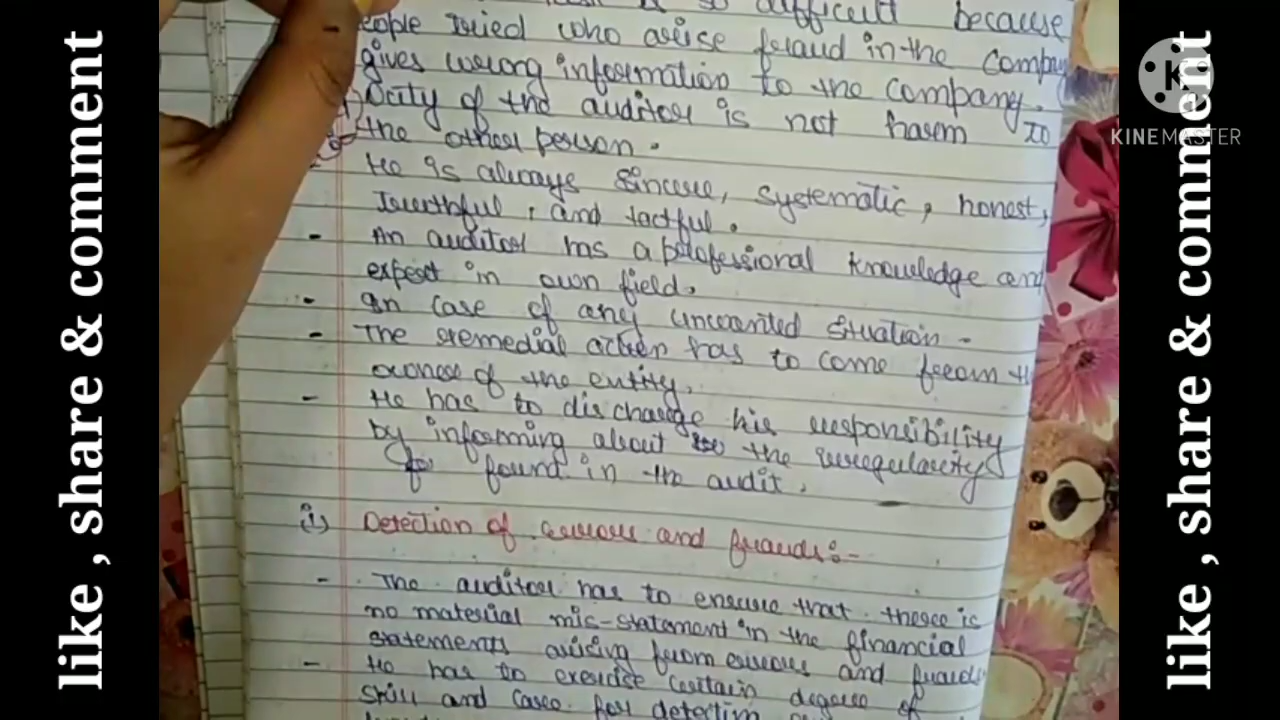 difficult because
eople tried who arise fraud in the company
gives wrong information to the company.
Duty of the auditor is not harm to
the other person.
He is always sincere, systematic, honest,
truthful, and tactful.
- An auditor has a professional knowledge and
expert in own field.
- In case of any unwanted situation.
- The remedial action has to come from th
owner of the entity.
- He has to discharge his responsibility
by informing about the irregularity
found in the audit.
i) Detection of errors and frauds:-
- The auditor has to ensure that there is
no material mis-statement in the financial
statements arising from errors and frauds
- He has to exercise certain degree of
skill and care for detection
like, share & comment
like, share & comment
K
KINEMASTER